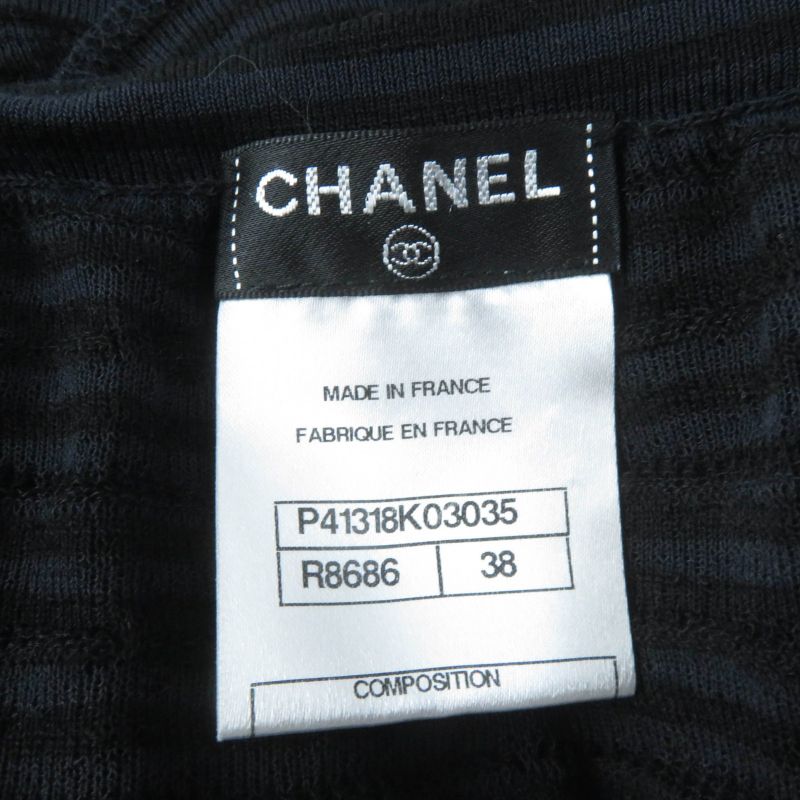 CHANEL
MADE IN FRANCE
FABRIQUE EN FRANCE
P41318K03035
R8686 38
COMPOSITION